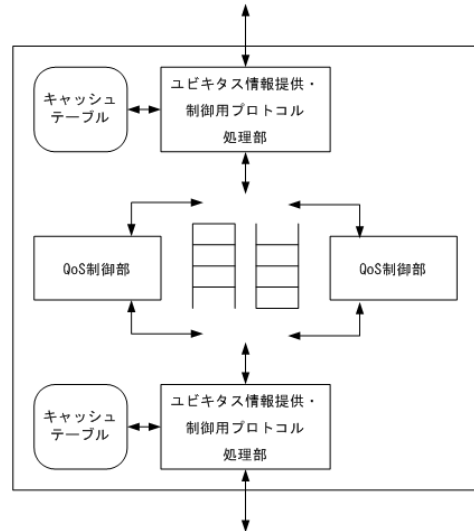 キャッシュ
テーブル
ユビキタス情報提供・
制御用プロトコル
処理部
QoS制御部
QoS制御部
キャッシュ
テーブル
ユビキタス情報提供・
制御用プロトコル
処理部